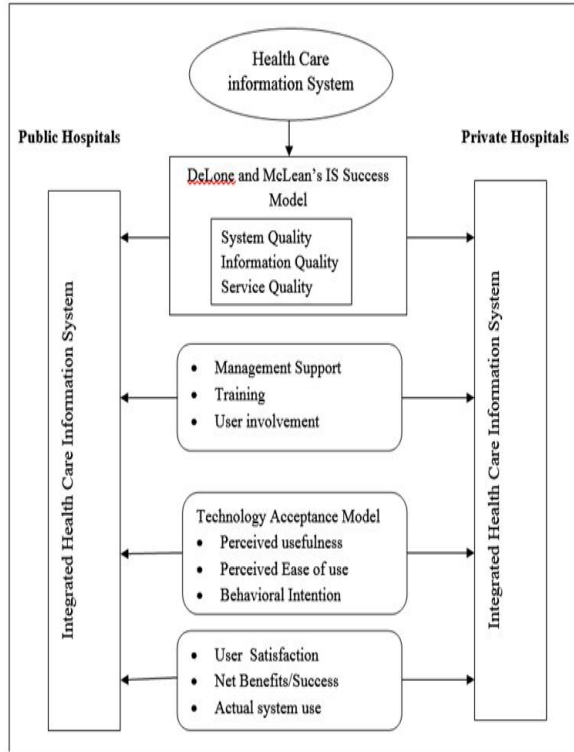 Health Care
information System
Public Hospitals
Private Hospitals
DeLone and McLean's IS Success
Model
System Quality
Information Quality
Service Quality
Integrated Health Care Information System
Integrated Health Care Information System
• Management Support
• Training
• User involvement
Technology Acceptance Model
• Perceived usefulness
• Perceived Ease of use
• Behavioral Intention
• User Satisfaction
• Net Benefits/Success
• Actual system use